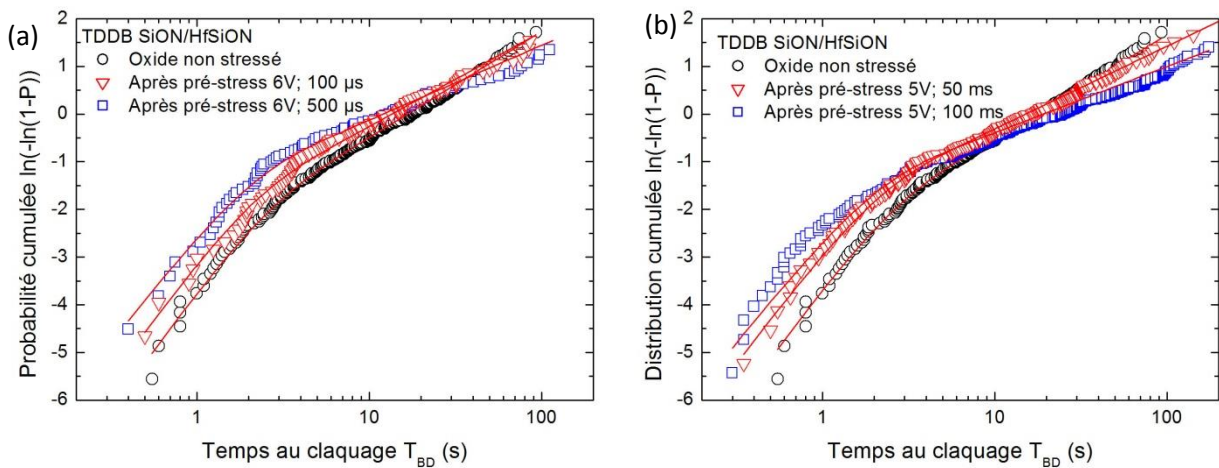 (a)
TDDB SiON/HfSiON
Oxide non stressé
Après pré-stress 6V; 100 µs
Après pré-stress 6V; 500 µs
Probabilité cumulée ln(-ln(1-P))
2
1
0
-1
-2
-3
-4
-5
-6
1 10 100
Temps au claquage TBD (s)
(b)
TDDB SiON/HfSiON
Oxide non stressé
Après pré-stress 5V; 50 ms
Après pré-stress 5V; 100 ms
Distribution cumulée ln(-ln(1-P))
2
1
0
-1
-2
-3
-4
-5
-6
1 10 100
Temps au claquage TBD (s)